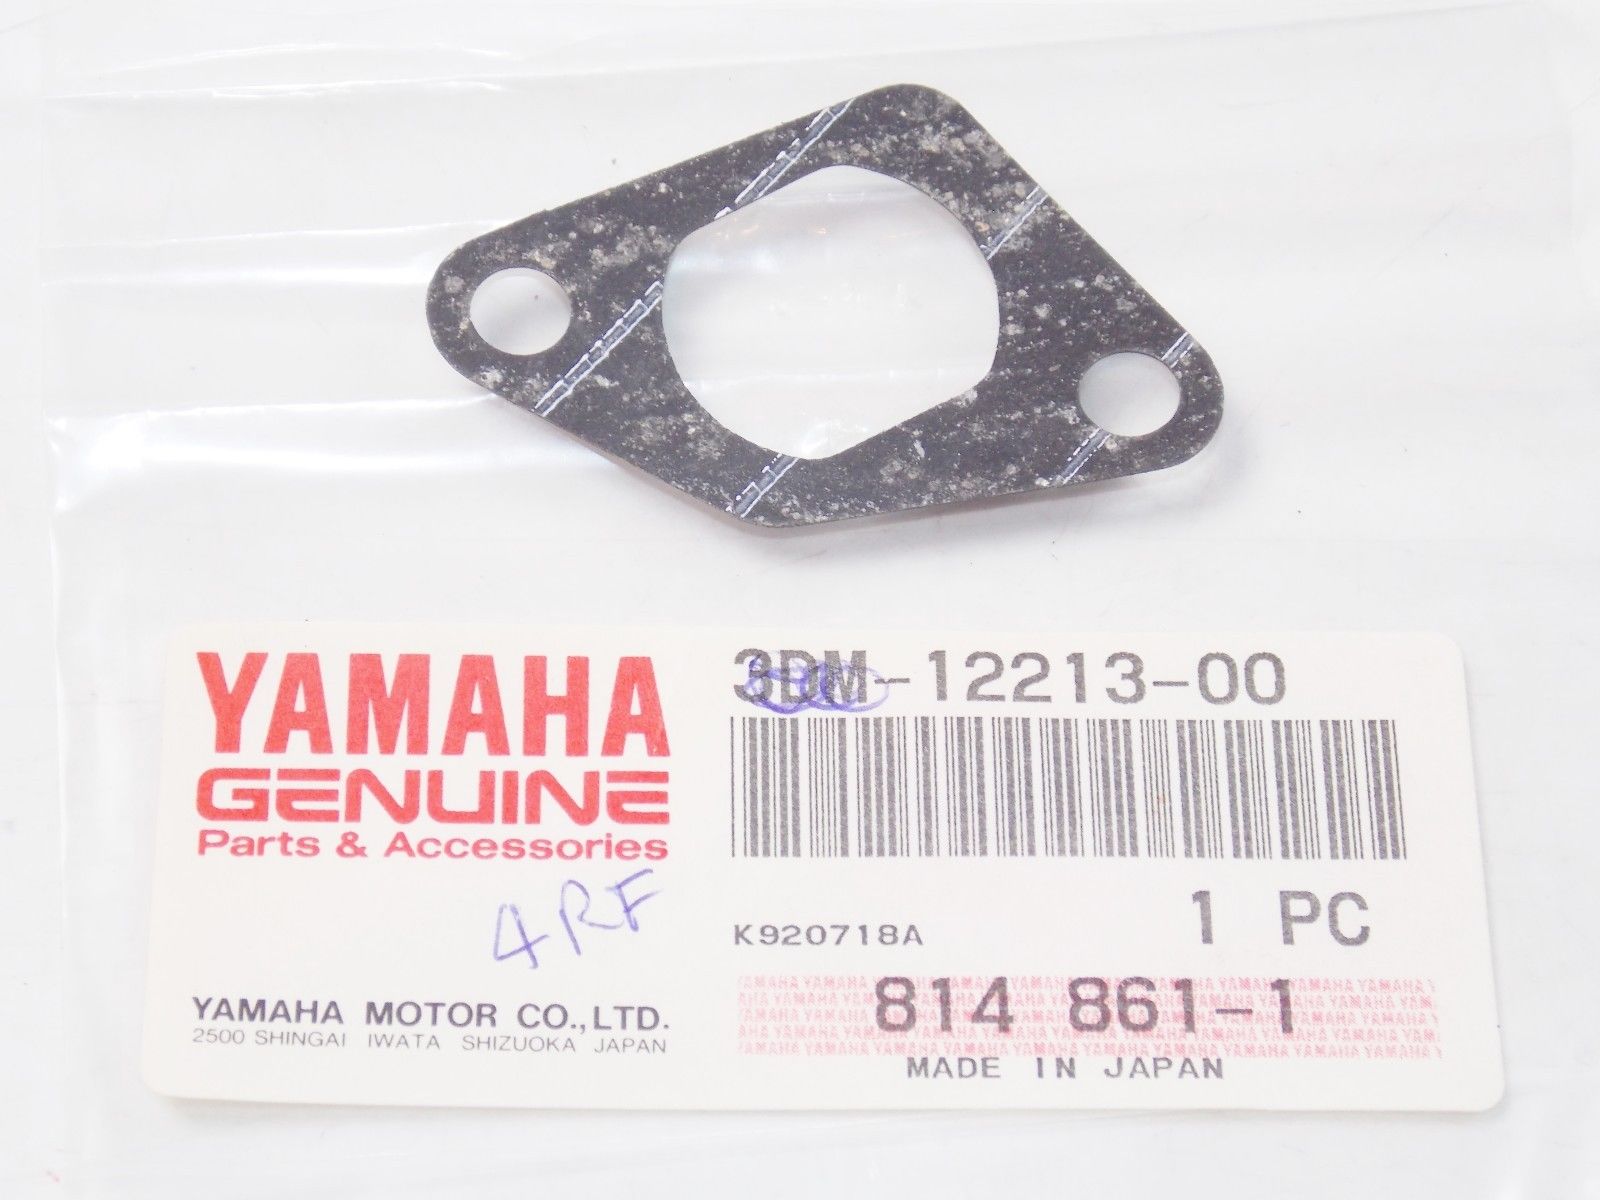 YAMAHA
GENUINE
Parts & Accessories
4RF
YAMAHA MOTOR CO., LTD.
2500 SHINGAI IWATA SHIZUOKA JAPAN
3DM-12213-00
1 PC
K920718A
814 861-1
MADE IN JAPAN